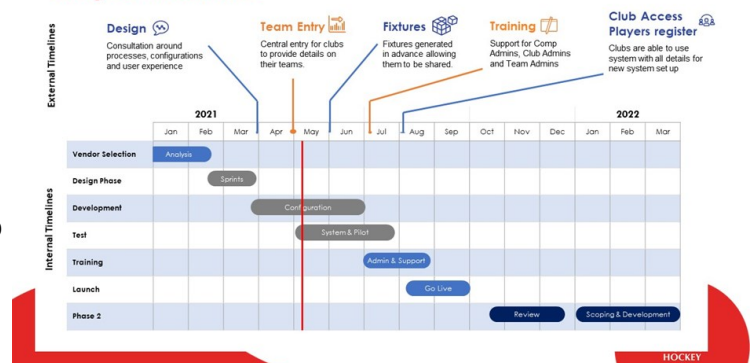 External Timelines
Design
Consultation around
processes, configurations
and user experience
Team Entry
Central entry for clubs
to provide details on
their teams.
Fixtures
Fixtures generated
in advance allowing
them to be shared.
Training
Support for Comp
Admins, Club Admins
and Team Admins
Club Access
Players register
Clubs are able to use
system with all details for
new system set up
2021 2022
Jan Feb Mar Apr May Jun Jul Aug Sep Oct Nov Dec Jan Feb Mar
Internal Timelines
Vendor Selection Analysis
Design Phase Sprints
Development Configuration
Test System & Pilot
Training Admin & Support
Launch Go Live
Phase 2 Review Scoping & Development
HOCKEY